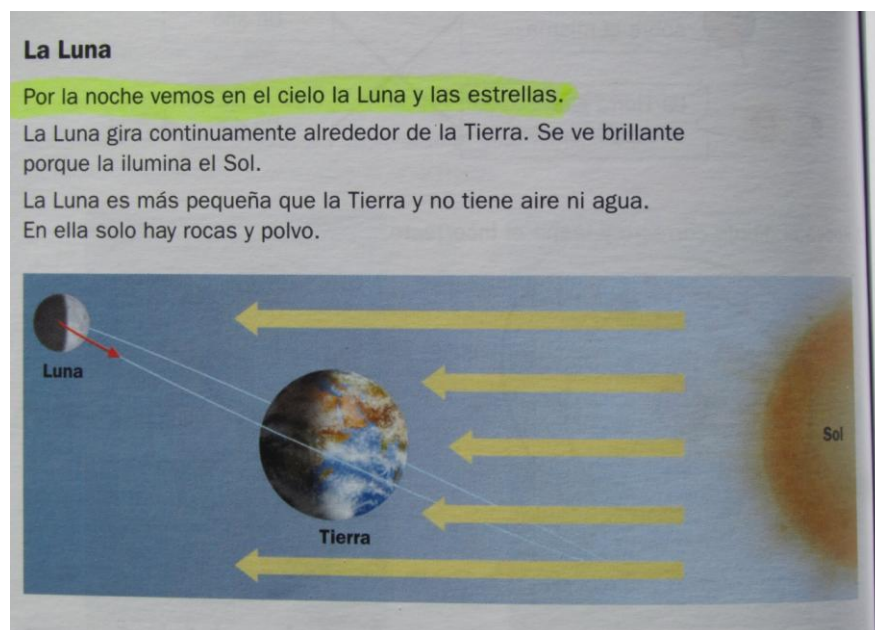 La Luna
Por la noche vemos en el cielo la Luna y las estrellas.
La Luna gira continuamente alrededor de la Tierra. Se ve brillante
porque la ilumina el Sol.
La Luna es más pequeña que la Tierra y no tiene aire ni agua.
En ella solo hay rocas y polvo.
Luna
Sol
Tierra